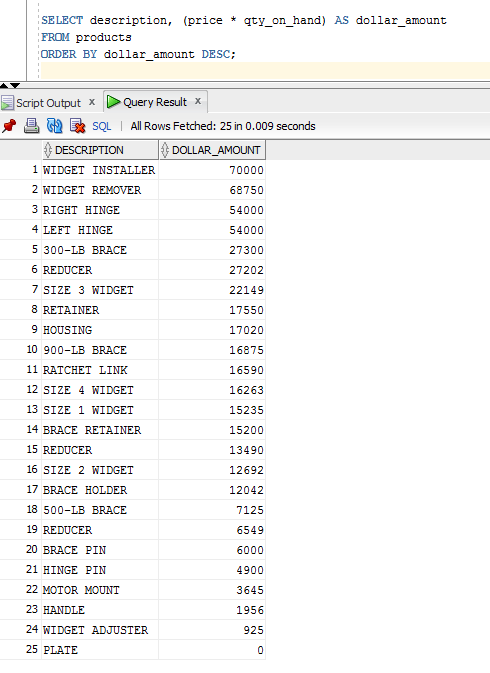 SELECT description, (price * qty_on_hand) AS dollar_amount
FROM products
ORDER BY dollar_amount DESC;
Script Output x Query Result x
SQL | All Rows Fetched: 25 in 0.009 seconds
DESCRIPTION DOLLAR_AMOUNT
1 WIDGET INSTALLER 70000
2 WIDGET REMOVER 68750
3 RIGHT HINGE 54000
4 LEFT HINGE 54000
5 300-LB BRACE 27300
6 REDUCER 27202
7 SIZE 3 WIDGET 22149
8 RETAINER 17550
9 HOUSING 17020
10 900-LB BRACE 16875
11 RATCHET LINK 16590
12 SIZE 4 WIDGET 16263
13 SIZE 1 WIDGET 15235
14 BRACE RETAINER 15200
15 REDUCER 13490
16 SIZE 2 WIDGET 12692
17 BRACE HOLDER 12042
18 500-LB BRACE 7125
19 REDUCER 6549
20 BRACE PIN 6000
21 HINGE PIN 4900
22 MOTOR MOUNT 3645
23 HANDLE 1956
24 WIDGET ADJUSTER 925
25 PLATE 0